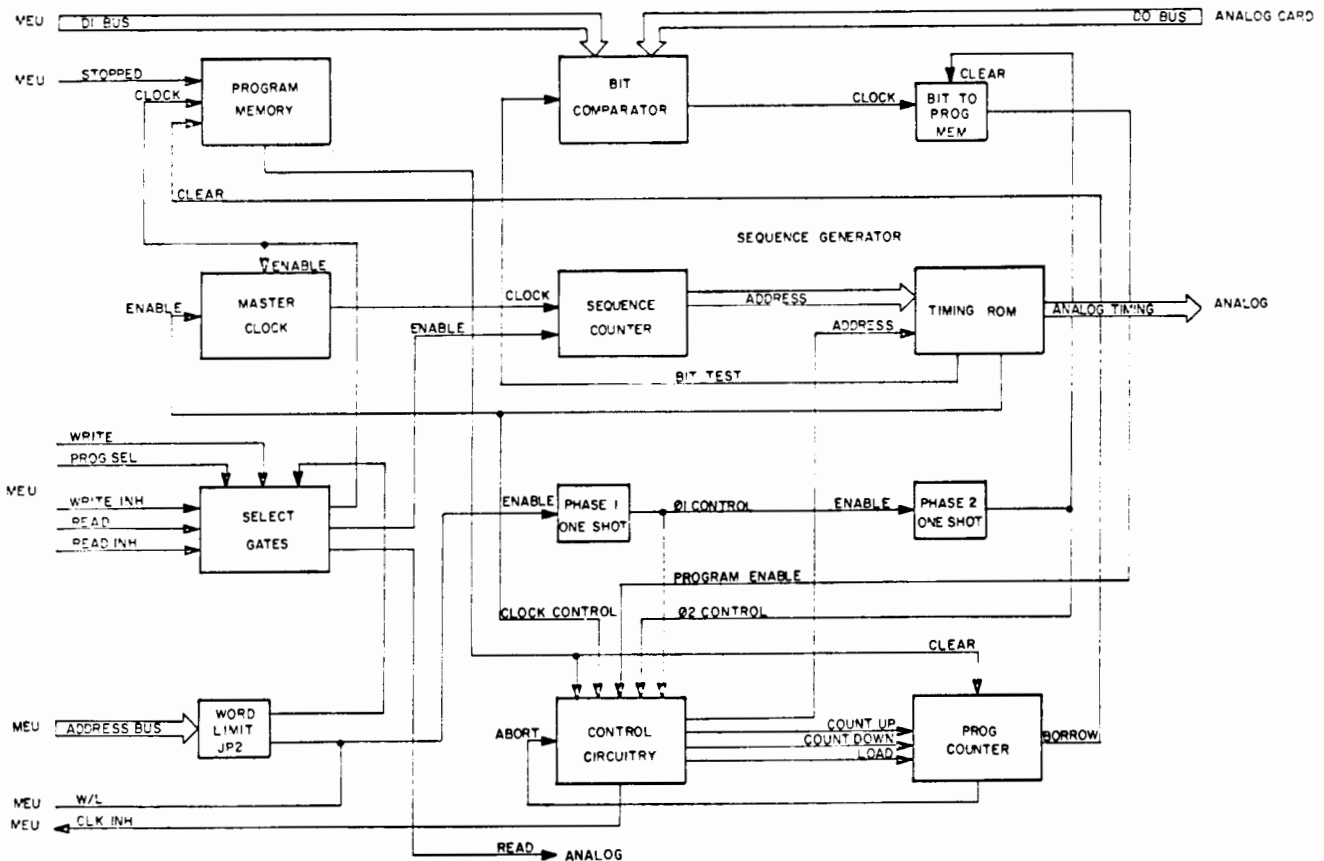 MEU
DI BUS
DO BUS
ANALOG CARD
MEU
STOPPED
CLOCK
PROGRAM
MEMORY
BIT
COMPARATOR
CLOCK
CLEAR
BIT TO
PROG
MEM
CLEAR
SEQUENCE GENERATOR
ENABLE
ENABLE
MASTER
CLOCK
CLOCK
ENABLE
SEQUENCE
COUNTER
ADDRESS
ADDRESS
TIMING ROM
ANALOG TIMING
ANALOG
BIT TEST
WRITE
PROG SEL
MEU
WRITE INH
READ
READ INH
SELECT
GATES
ENABLE
PHASE 1
ONE SHOT
Ø1 CONTROL
ENABLE
PHASE 2
ONE SHOT
PROGRAM ENABLE
CLOCK CONTROL
Ø2 CONTROL
CLEAR
MEU
ADDRESS BUS
WORD
LIMIT
JP2
ABORT
CONTROL
CIRCUITRY
COUNT UP
COUNT DOWN
LOAD
PROG
COUNTER
BORROW
MEU
W/L
MEU
CLK INH
READ
ANALOG